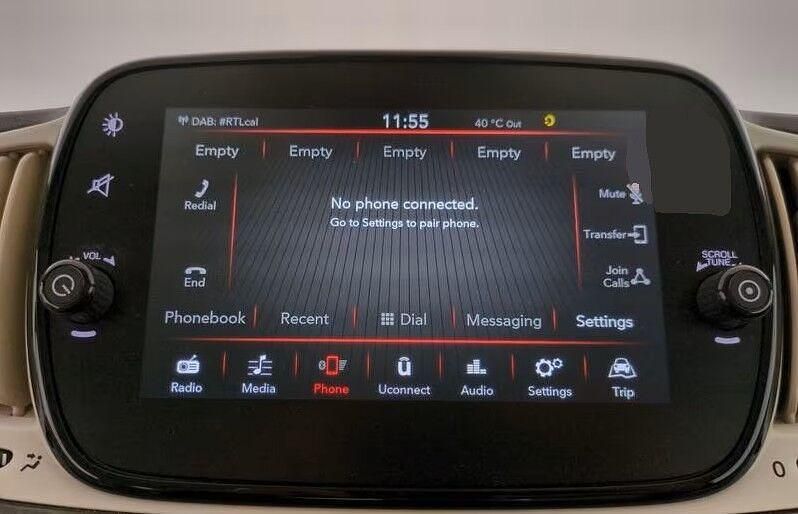 DAB: #RTLcal 11:55 40 °C Out
Empty Empty Empty Empty Empty
Redial
No phone connected.
Go to Settings to pair phone.
Mute
Transfer
VOL
SCROLL
TUNE
End
Join
Calls
Phonebook Recent Dial Messaging Settings
Radio Media Phone Uconnect Audio Settings Trip
0